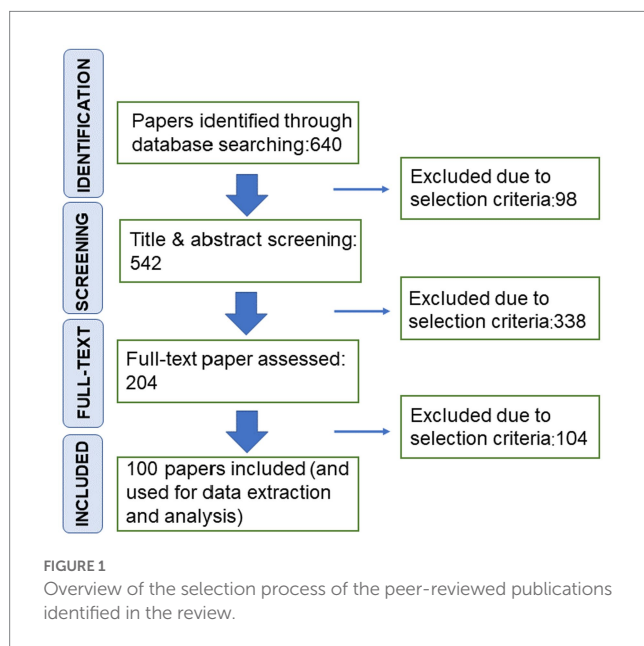 IDENTIFICATION
Papers identified through
database searching:640
Excluded due to
selection criteria:98
SCREENING
Title & abstract screening:
542
Excluded due to
selection criteria:338
FULL-TEXT
Full-text paper assessed:
204
Excluded due to
selection criteria:104
INCLUDED
100 papers included (and
used for data extraction
and analysis)
FIGURE 1
Overview of the selection process of the peer-reviewed publications
identified in the review.